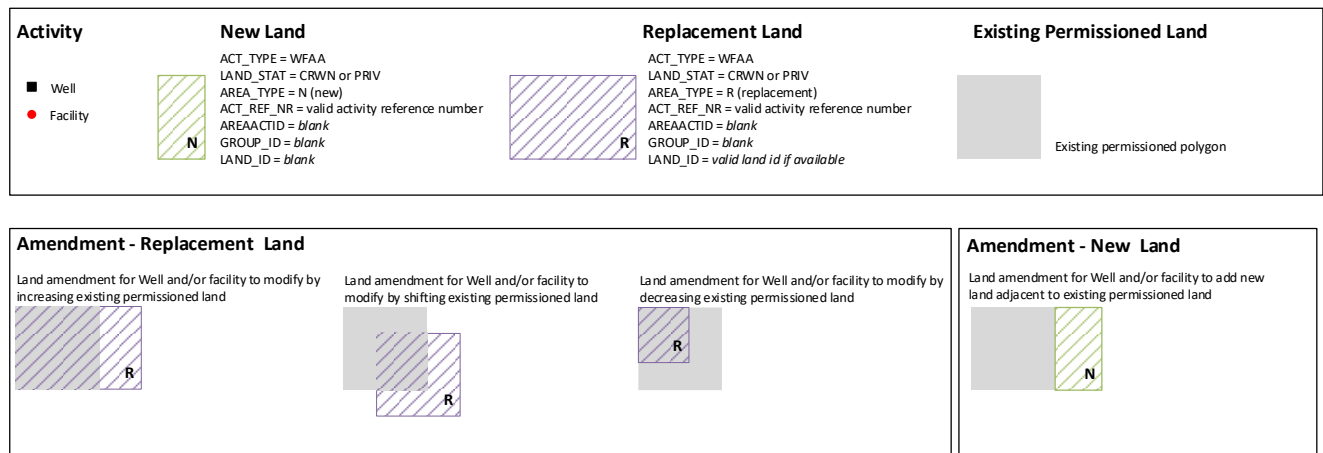 Activity
Well
Facility
New Land
ACT_TYPE = WFAA
LAND_STAT = CRWN or PRIV
AREA_TYPE = N (new)
ACT_REF_NR = valid activity reference number
AREAACTID = blank
GROUP_ID = blank
LAND_ID = blank
N
Replacement Land
ACT_TYPE = WFAA
LAND_STAT = CRWN or PRIV
AREA_TYPE = R (replacement)
ACT_REF_NR = valid activity reference number
AREAACTID = blank
GROUP_ID = blank
LAND_ID = valid land id if available
R
Existing Permissioned Land
Existing permissioned polygon
Amendment - Replacement Land
Land amendment for Well and/or facility to modify by
increasing existing permissioned land
R
Land amendment for Well and/or facility to
modify by shifting existing permissioned land
R
Land amendment for Well and/or facility to modify by
decreasing existing permissioned land
R
Amendment - New Land
Land amendment for Well and/or facility to add new
land adjacent to existing permissioned land
N